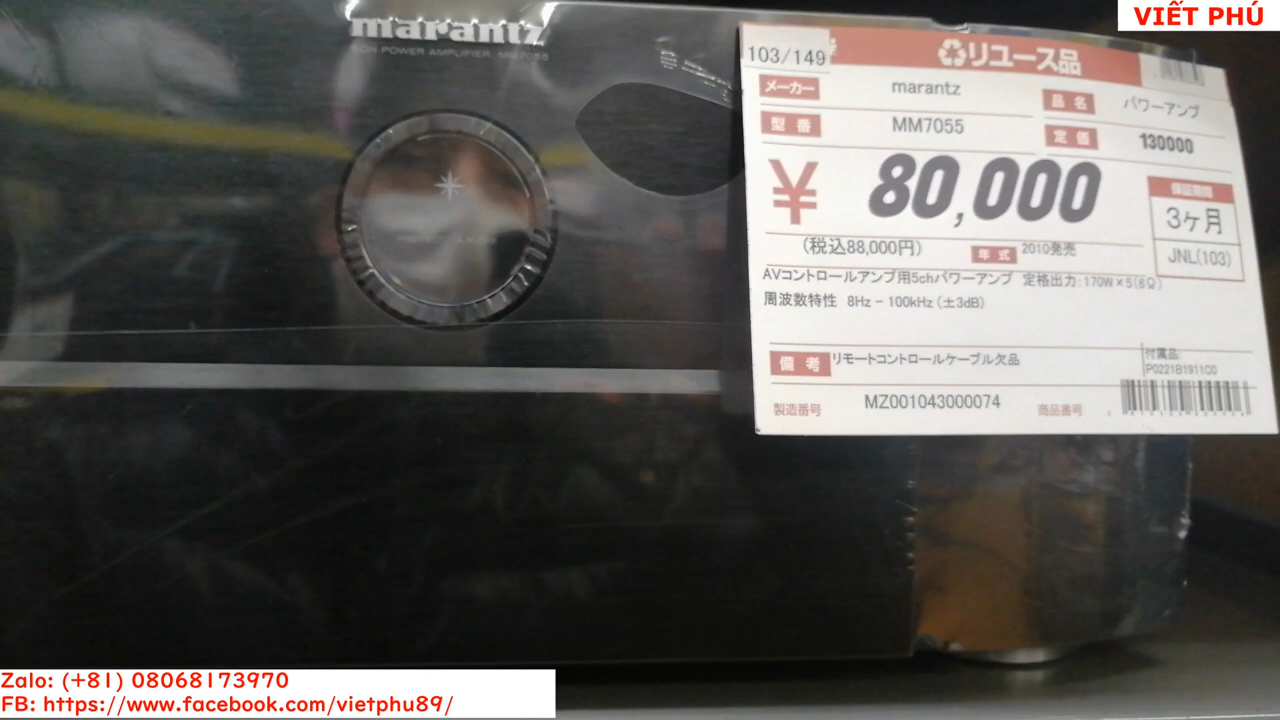 VIẾT PHÚ
marantz
POWER AMPLIFIER MM7055
103/149
リユース品
メーカー marantz 品名 パワーアンプ
型番 MM7055 定価 130000
¥ 80,000
保証期間
3ヶ月
JNL(103)
(税込88,000円) 年式 2010発売
AVコントロールアンプ用5chパワーアンプ 定格出力:170W×5(6Ω)
周波数特性 8Hz - 100kHz (±3dB)
備考 リモートコントロールケーブル欠品
付属品:
P0221B1911C0
製造番号 MZ001043000074 商品番号
Zalo: (+81) 08068173970
FB: https://www.facebook.com/vietphu89/